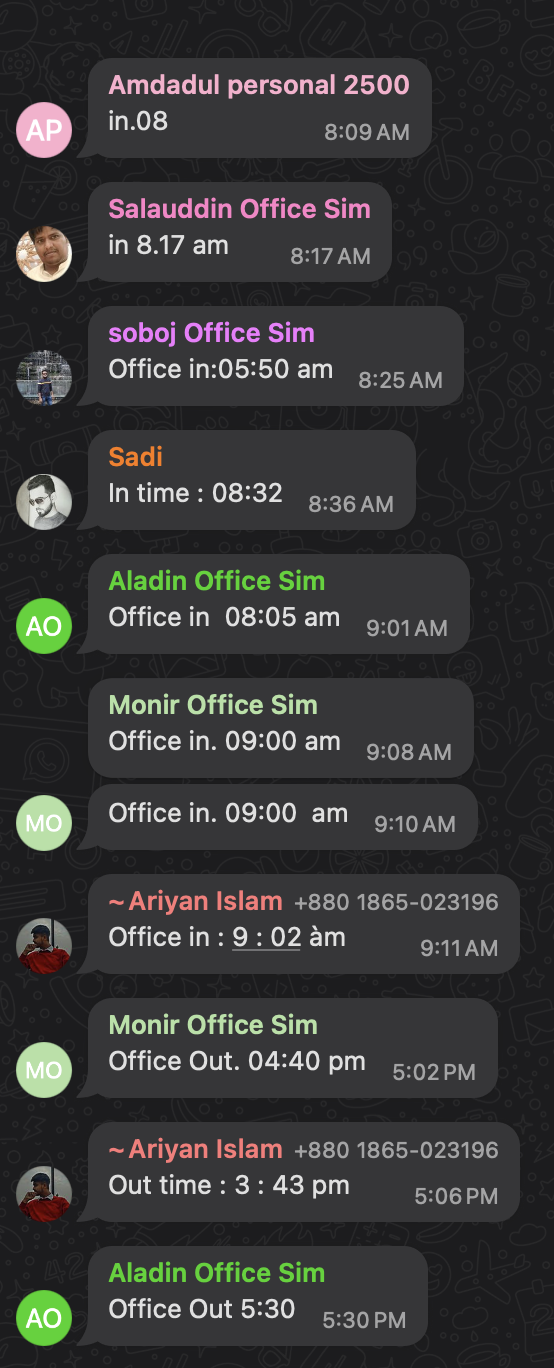 Amdadul personal 2500
in.08
8:09 AM
AP
Salauddin Office Sim
in 8.17 am
8:17 AM
soboj Office Sim
Office in:05:50 am
8:25 AM
Sadi
In time : 08:32
8:36 AM
Aladin Office Sim
Office in  08:05 am
9:01 AM
AO
Monir Office Sim
Office in. 09:00 am
9:08 AM
Office in. 09:00  am
9:10 AM
MO
~ Ariyan Islam +880 1865-023196
Office in : 9 : 02 àm
9:11 AM
Monir Office Sim
Office Out. 04:40 pm
5:02 PM
MO
~ Ariyan Islam +880 1865-023196
Out time : 3 : 43 pm
5:06 PM
Aladin Office Sim
Office Out 5:30
5:30 PM
AO